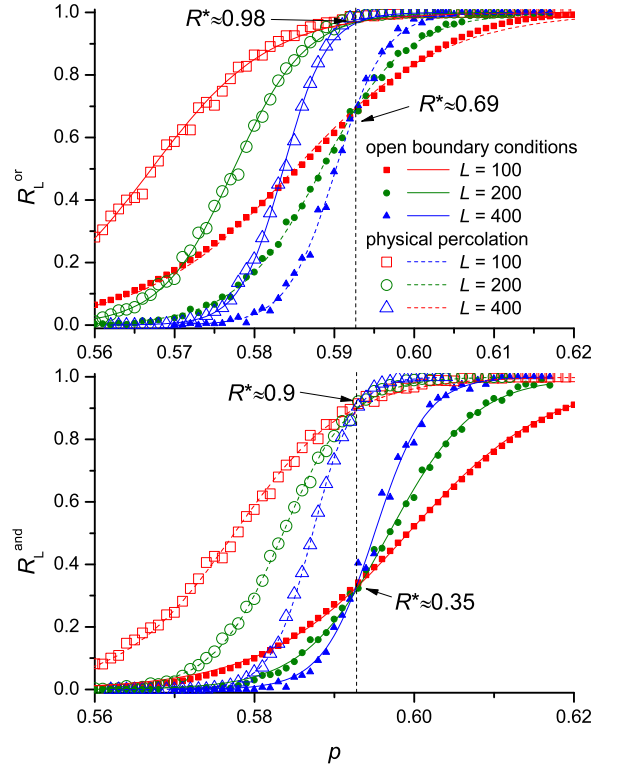 R*≈0.98
R*≈0.69
open boundary conditions
L = 100
L = 200
L = 400
physical percolation
L = 100
L = 200
L = 400
R_L^or
1.0
0.8
0.6
0.4
0.2
0.0
0.56 0.57 0.58 0.59 0.60 0.61 0.62
R*≈0.9
R*≈0.35
R_L^and
1.0
0.8
0.6
0.4
0.2
0.0
0.56 0.58 0.60 0.62
p